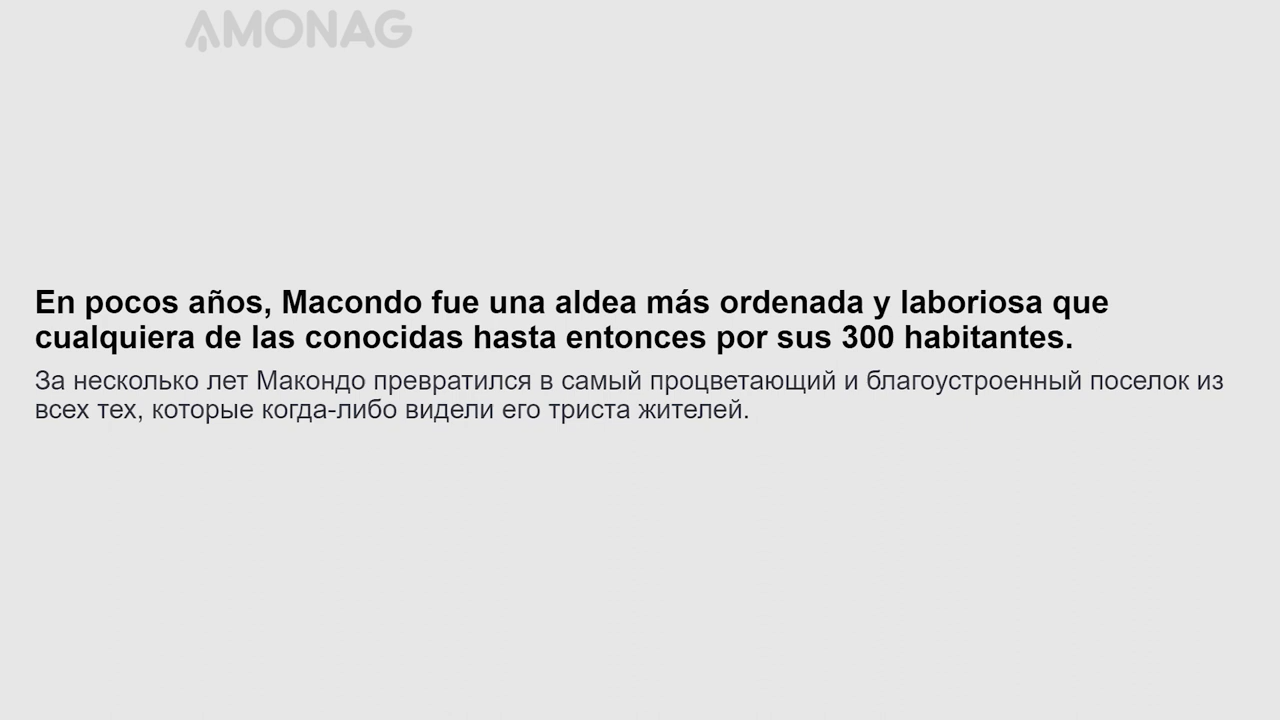 AMONAG
En pocos años, Macondo fue una aldea más ordenada y laboriosa que
cualquiera de las conocidas hasta entonces por sus 300 habitantes.
За несколько лет Макондо превратился в самый процветающий и благоустроенный поселок из
всех тех, которые когда-либо видели его триста жителей.